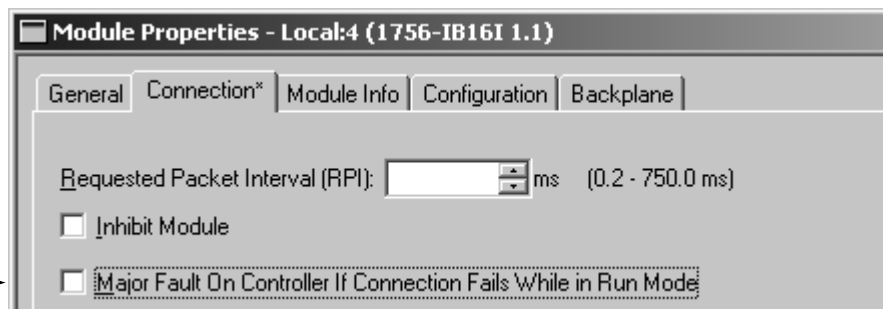 Module Properties - Local:4 (1756-IB16I 1.1)
General Connection* Module Info Configuration Backplane
Requested Packet Interval (RPI): ms (0.2 - 750.0 ms)
Inhibit Module
Major Fault On Controller If Connection Fails While in Run Mode